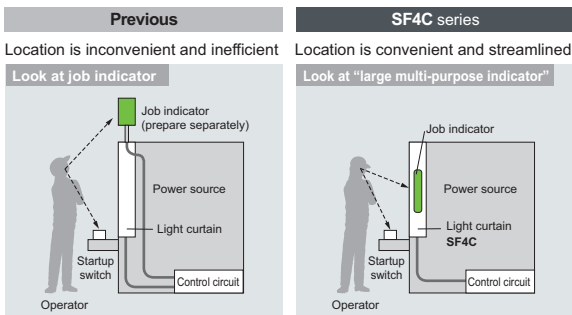 Previous
Location is inconvenient and inefficient
Look at job indicator
Job indicator
(prepare separately)
Power source
Light curtain
Startup
switch
Control circuit
Operator
SF4C series
Location is convenient and streamlined
Look at “large multi-purpose indicator”
Job indicator
Power source
Light curtain
SF4C
Startup
switch
Control circuit
Operator